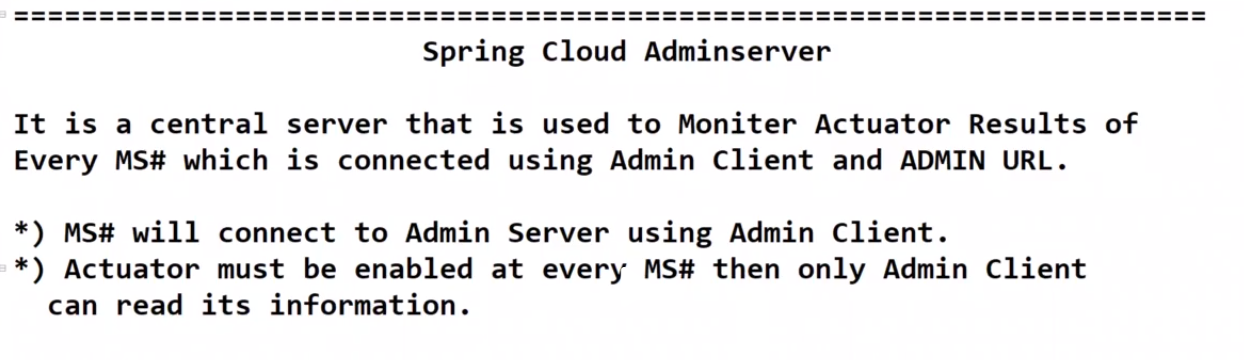 ======================================================================
Spring Cloud Adminserver
It is a central server that is used to Moniter Actuator Results of
Every MS# which is connected using Admin Client and ADMIN URL.
*) MS# will connect to Admin Server using Admin Client.
*) Actuator must be enabled at every MS# then only Admin Client
can read its information.